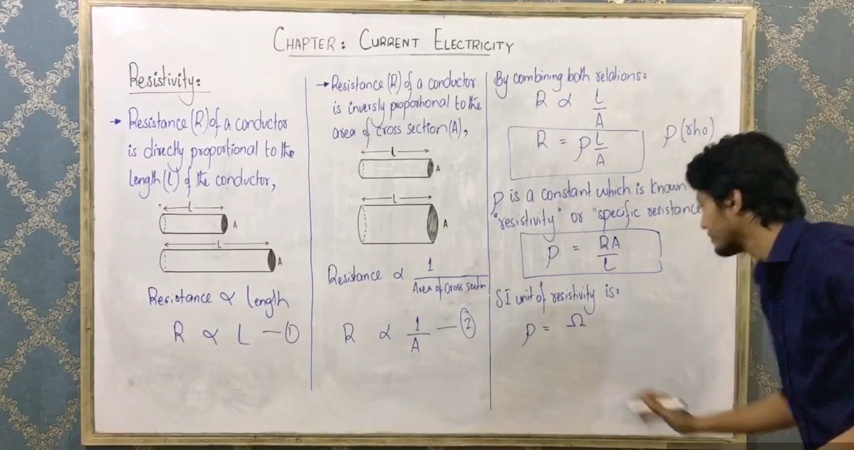 CHAPTER: CURRENT ELECTRICITY
Resistivity:
→ Resistance (R) of a conductor
is directly proportional to the
length (L) of the conductor,
L
A
L
A
Resistance ∝ length
R ∝ L — ①
→ Resistance (R) of a conductor
is inversly proportional to the
area of cross section (A),
L
A
L
A
Resistance ∝ 1
Area of cross section
R ∝ 1 — ②
A
By combining both relations:
R ∝ L
A
R = ρ L
A
ρ (rho)
ρ is a constant which is known
"resistivity" or "specific resistance
ρ = RA
L
SI unit of resistivity is:
ρ = Ω